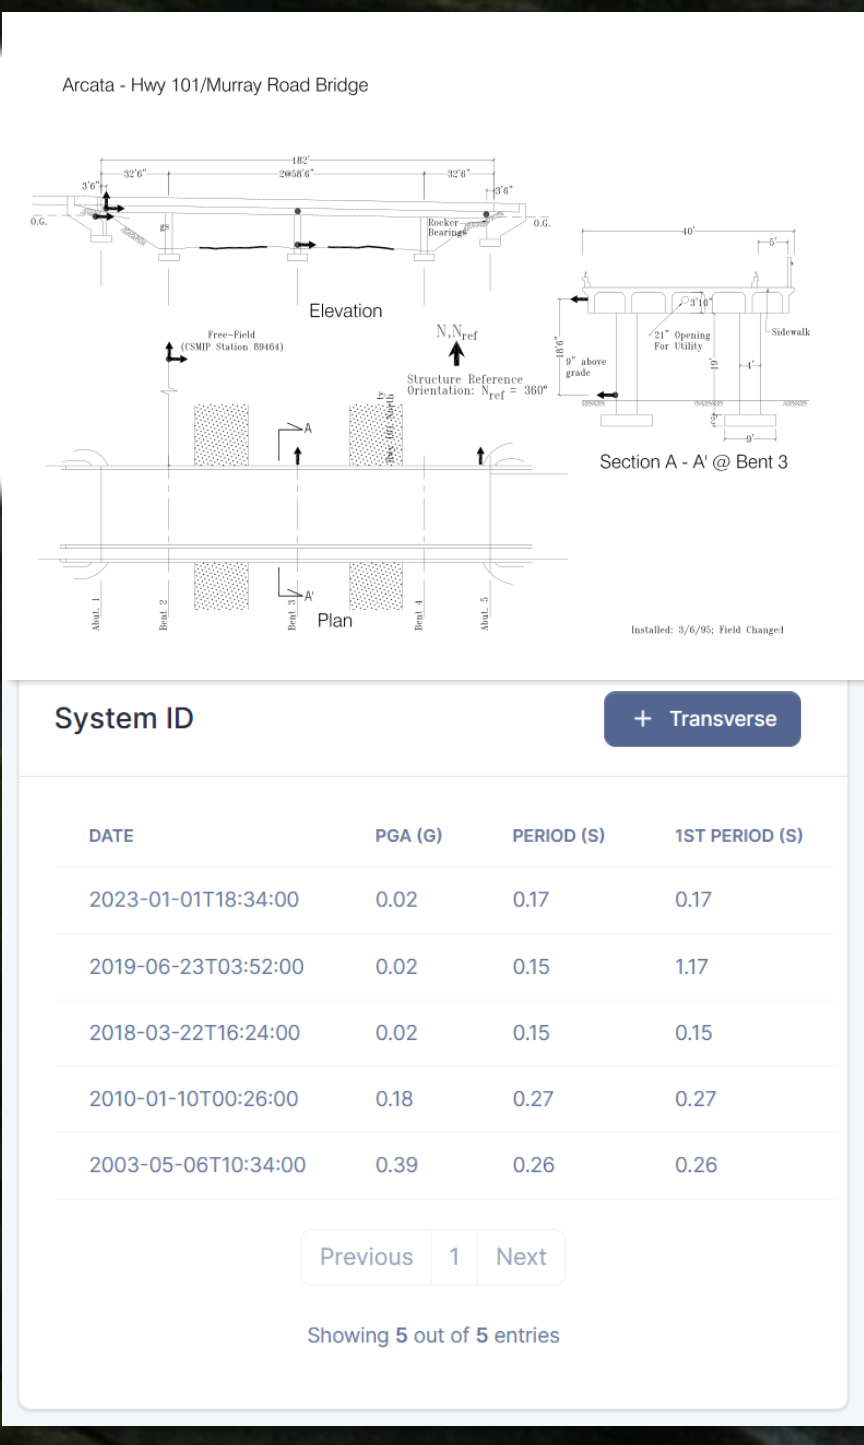 Arcata - Hwy 101/Murray Road Bridge
182'
32'6" 2@58'6" 32'6"
3'6" 3'6"
O.G. Rocker Bearings O.G.
Elevation
40'
5'
3'10"
21" Opening
For Utility
Sidewalk
18'6"
9" above
grade
19'
4'
9'
Section A - A' @ Bent 3
Free-Field
(CSMIP Station 89464)
N,Nref
Structure Reference
Orientation: Nref = 360°
Hwy 101 North
A
A'
Abut. 1
Bent 2
Bent 3
Bent 4
Abut. 5
Plan
Installed: 3/6/95; Field Changed
System ID
+ Transverse
DATE PGA (G) PERIOD (S) 1ST PERIOD (S)
2023-01-01T18:34:00 0.02 0.17 0.17
2019-06-23T03:52:00 0.02 0.15 1.17
2018-03-22T16:24:00 0.02 0.15 0.15
2010-01-10T00:26:00 0.18 0.27 0.27
2003-05-06T10:34:00 0.39 0.26 0.26
Previous 1 Next
Showing 5 out of 5 entries